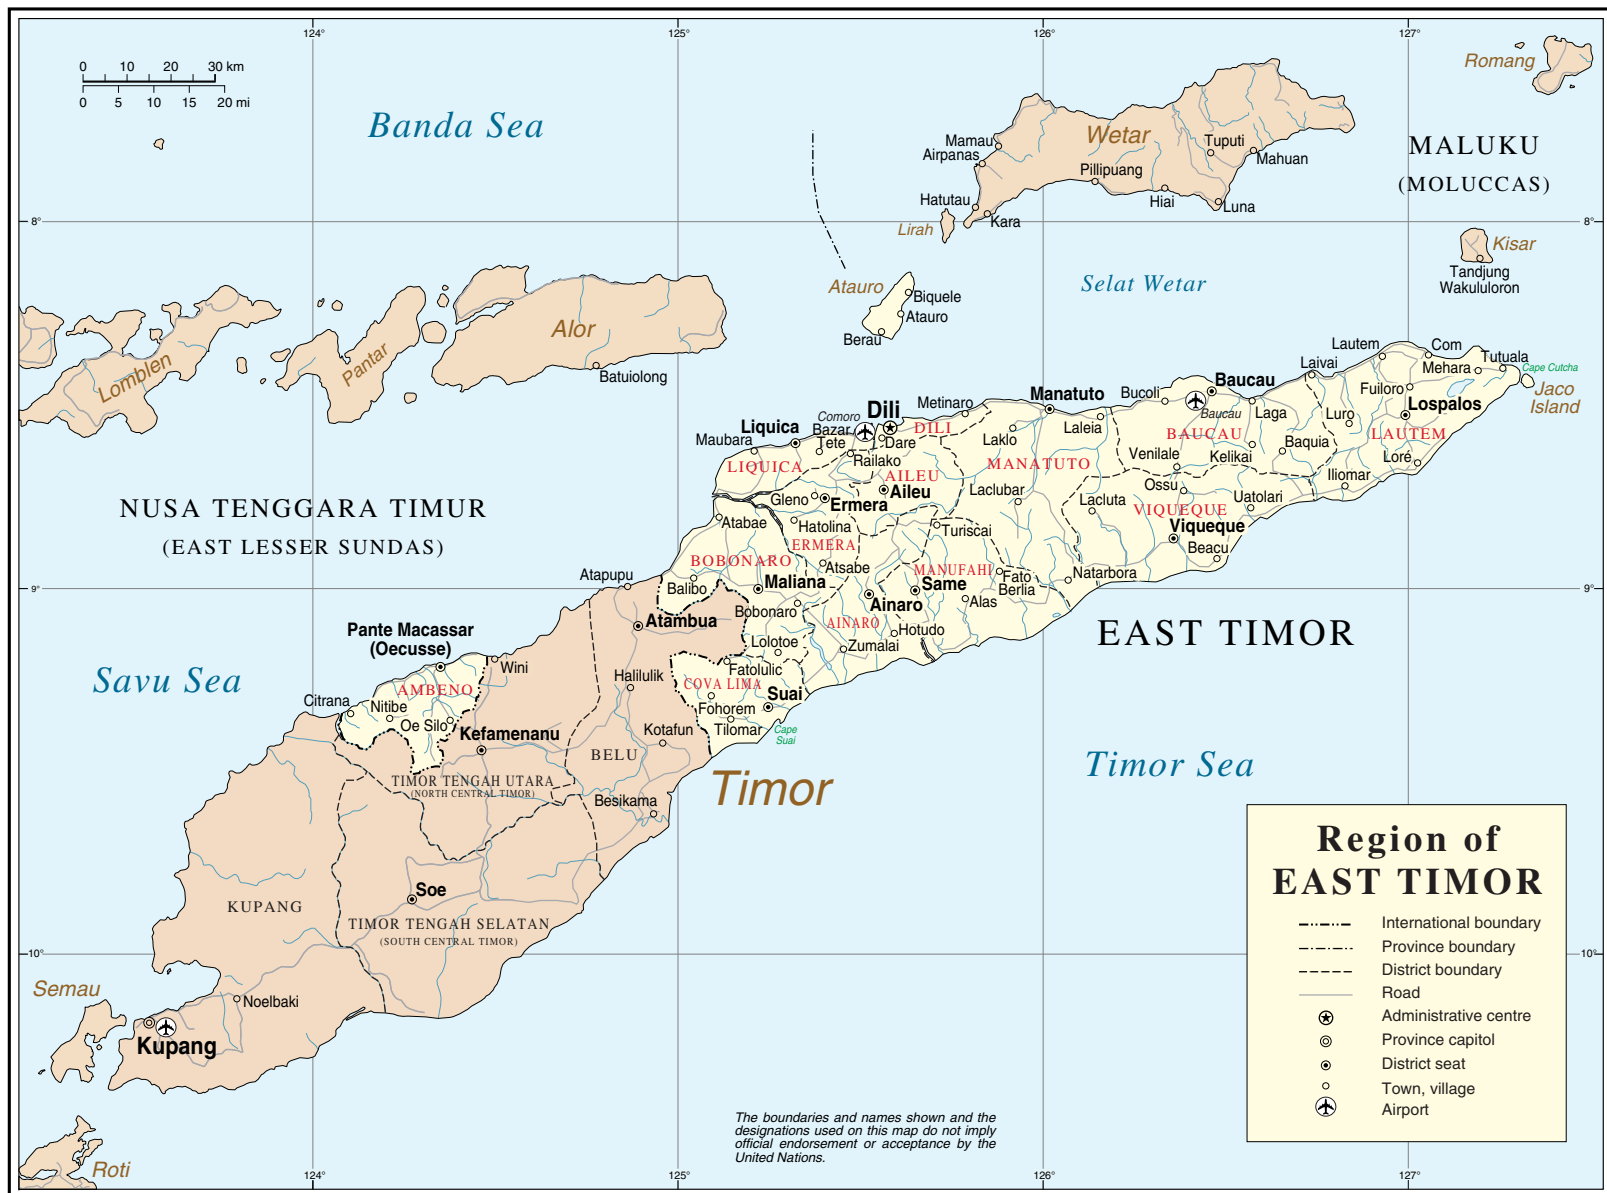 124°
125°
126°
127°
0 10 20 30 km
0 5 10 15 20 mi
Banda Sea
Romang
Wetar
Mamau
Airpanas
Tuputi
Mahuan
Pillipuang
MALUKU
(MOLUCCAS)
Hatutau
Kara
Hiai
Luna
Lirah
8°
8°
Kisar
Tandjung
Wakululoron
Selat Wetar
Atauro
Biquele
Atauro
Berau
Alor
Pantar
Lomblen
Batuiolong
Lautem
Com
Laivai
Mehara
Tutuala
Cape Cutcha
Jaco
Island
Fuiloro
Lospalos
Luro
LAUTEM
Loré
Iliomar
Baucau
Bucoli
Baucau
Laga
BAUCAU
Baquia
Venilale
Kelikai
Manatuto
Laleia
Laklo
MANATUTO
Metinaro
Dili
Comoro
Bazar
Tete
Dare
DILI
Railako
Liquica
Maubara
LIQUICA
AILEU
Aileu
Gleno
Ermera
Laclubar
Lacluta
Ossu
Uatolari
VIQUEQUE
Viqueque
Beacu
NUSA TENGGARA TIMUR
(EAST LESSER SUNDAS)
Atabae
Hatolina
ERMERA
Turiscai
BOBONARO
Atsabe
MANUFAHI
Fato
Berlia
Natarbora
Atapupu
Balibo
Maliana
Same
Ainaro
Alas
9°
9°
Bobonaro
AINARO
Hotudo
Zumalai
EAST TIMOR
Atambua
Lolotoe
Fatolulic
COVA LIMA
Suai
Fohorem
Tilomar
Cape
Suai
Pante Macassar
(Oecusse)
Wini
Halilulik
AMBENO
Citrana
Nitibe
Oe Silo
Kefamenanu
Kotafun
BELU
Savu Sea
TIMOR TENGAH UTARA
(NORTH CENTRAL TIMOR)
Besikama
Timor
Timor Sea
Soe
KUPANG
TIMOR TENGAH SELATAN
(SOUTH CENTRAL TIMOR)
10°
10°
Semau
Noelbaki
Kupang
Roti
Region of
EAST TIMOR
International boundary
Province boundary
District boundary
Road
Administrative centre
Province capitol
District seat
Town, village
Airport
The boundaries and names shown and the
designations used on this map do not imply
official endorsement or acceptance by the
United Nations.
124°
125°
126°
127°